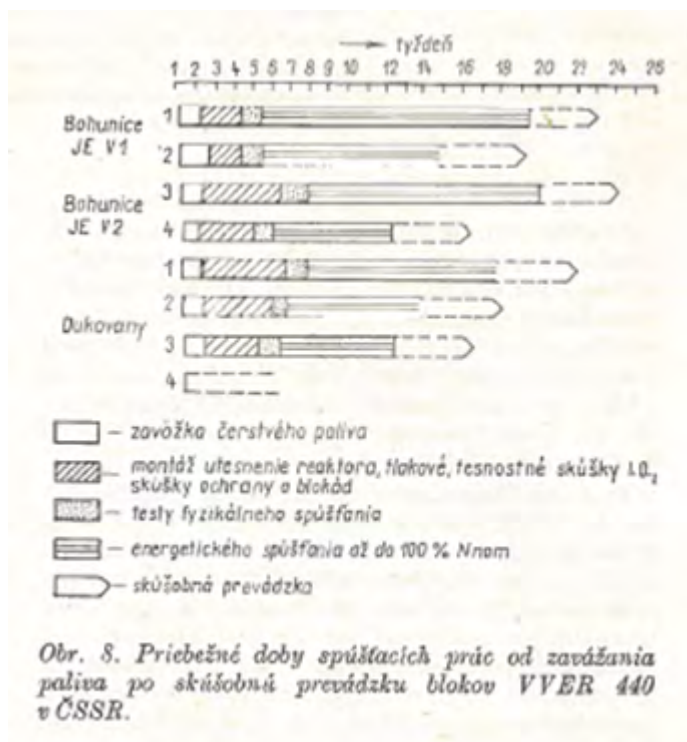 → týždeň
1 2 3 4 5 6 7 8 9 10 12 14 16 18 20 22 24 26
Bohunice
JE V1
1
2
Bohunice
JE V2
3
4
Dukovany
1
2
3
4
– zavôžka čerstvého paliva
– montáž utesnenie reaktora, tlakové, tesnostné skúšky I.O.,
skúšky ochrany a blokád
– testy fyzikálneho spúšťania
– energetického spúšťania až do 100 % Nnom
– skúšobná prevádzka
Obr. 8. Priebežné doby spúšťacích prác od zavážania
paliva po skúšobnú prevádzku blokov VVER 440
v ČSSR.